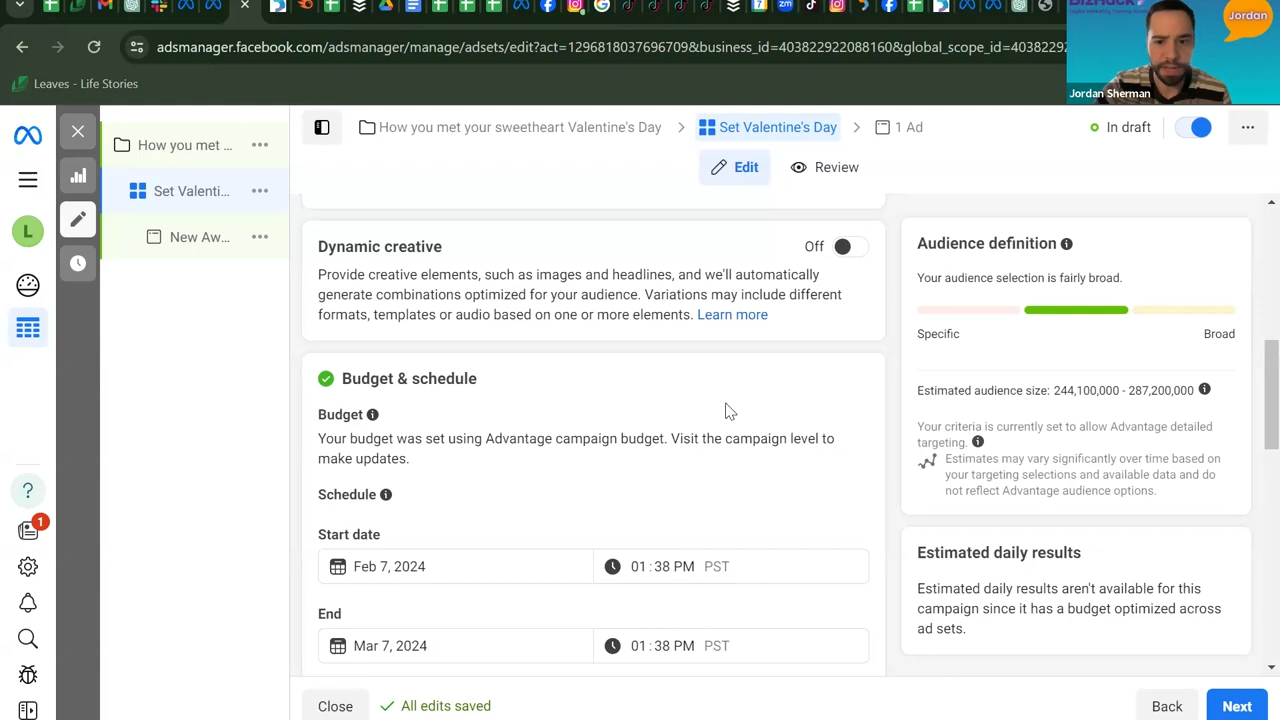 BizHack
Jordan
adsmanager.facebook.com/adsmanager/manage/assets/edit?act=1296818037696709&business_id=403822922088160&global_scope_id=4038229
Leaves - Life Stories
Jordan Sherman
How you met ...
How you met your sweetheart Valentine's Day
Set Valentine's Day
1 Ad
In draft
Edit
Review
Set Valenti...
New Aw...
L
Dynamic creative
Off
Provide creative elements, such as images and headlines, and we'll automatically
generate combinations optimized for your audience. Variations may include different
formats, templates or audio based on one or more elements. Learn more
Budget & schedule
Budget
Your budget was set using Advantage campaign budget. Visit the campaign level to
make updates.
Schedule
Start date
Feb 7, 2024
01:38 PM PST
End
Mar 7, 2024
01:38 PM PST
Audience definition
Your audience selection is fairly broad.
Specific
Broad
Estimated audience size: 244,100,000 - 287,200,000
Your criteria is currently set to allow Advantage detailed
targeting.
Estimates may vary significantly over time based on
your targeting selections and available data and do
not reflect Advantage audience options.
Estimated daily results
Estimated daily results aren't available for this
campaign since it has a budget optimized across
ad sets.
?
1
Close
All edits saved
Back
Next